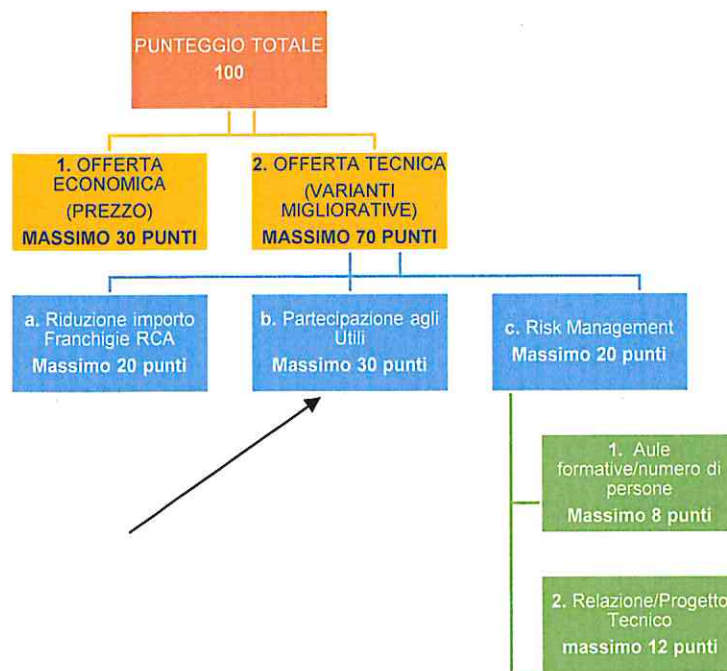 PUNTEGGIO TOTALE
100
1. OFFERTA
ECONOMICA
(PREZZO)
MASSIMO 30 PUNTI
2. OFFERTA TECNICA
(VARIANTI
MIGLIORATIVE)
MASSIMO 70 PUNTI
a. Riduzione importo
Franchigie RCA
Massimo 20 punti
b. Partecipazione agli
Utili
Massimo 30 punti
c. Risk Management
Massimo 20 punti
1. Aule
formative/numero di
persone
Massimo 8 punti
2. Relazione/Progetto
Tecnico
massimo 12 punti